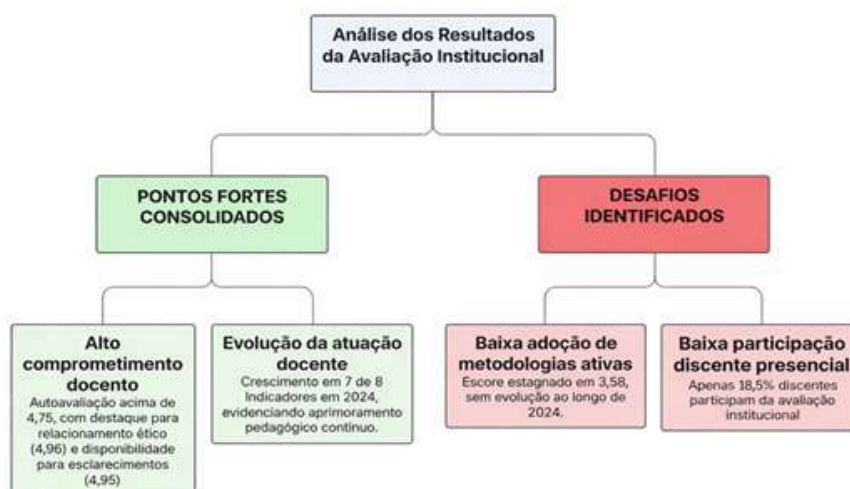 Análise dos Resultados
da Avaliação Institucional
PONTOS FORTES
CONSOLIDADOS
DESAFIOS
IDENTIFICADOS
Alto
comprometimento
docento
Autoavaliação acima de
4,75, com destaque para
relacionamento ético
(4,96) e disponibilidade
para esclarecimentos
(4,95)
Evolução da atuação
docente
Crescimento em 7 de 8
Indicadores em 2024,
evidenciando aprimoramento
pedagógico contínuo.
Baixa adoção de
metodologias ativas
Escore estagnado em 3,58,
sem evolução ao longo de
2024.
Baixa participação
discente presencial
Apenas 18,5% discentes
participam da avaliação
institucional